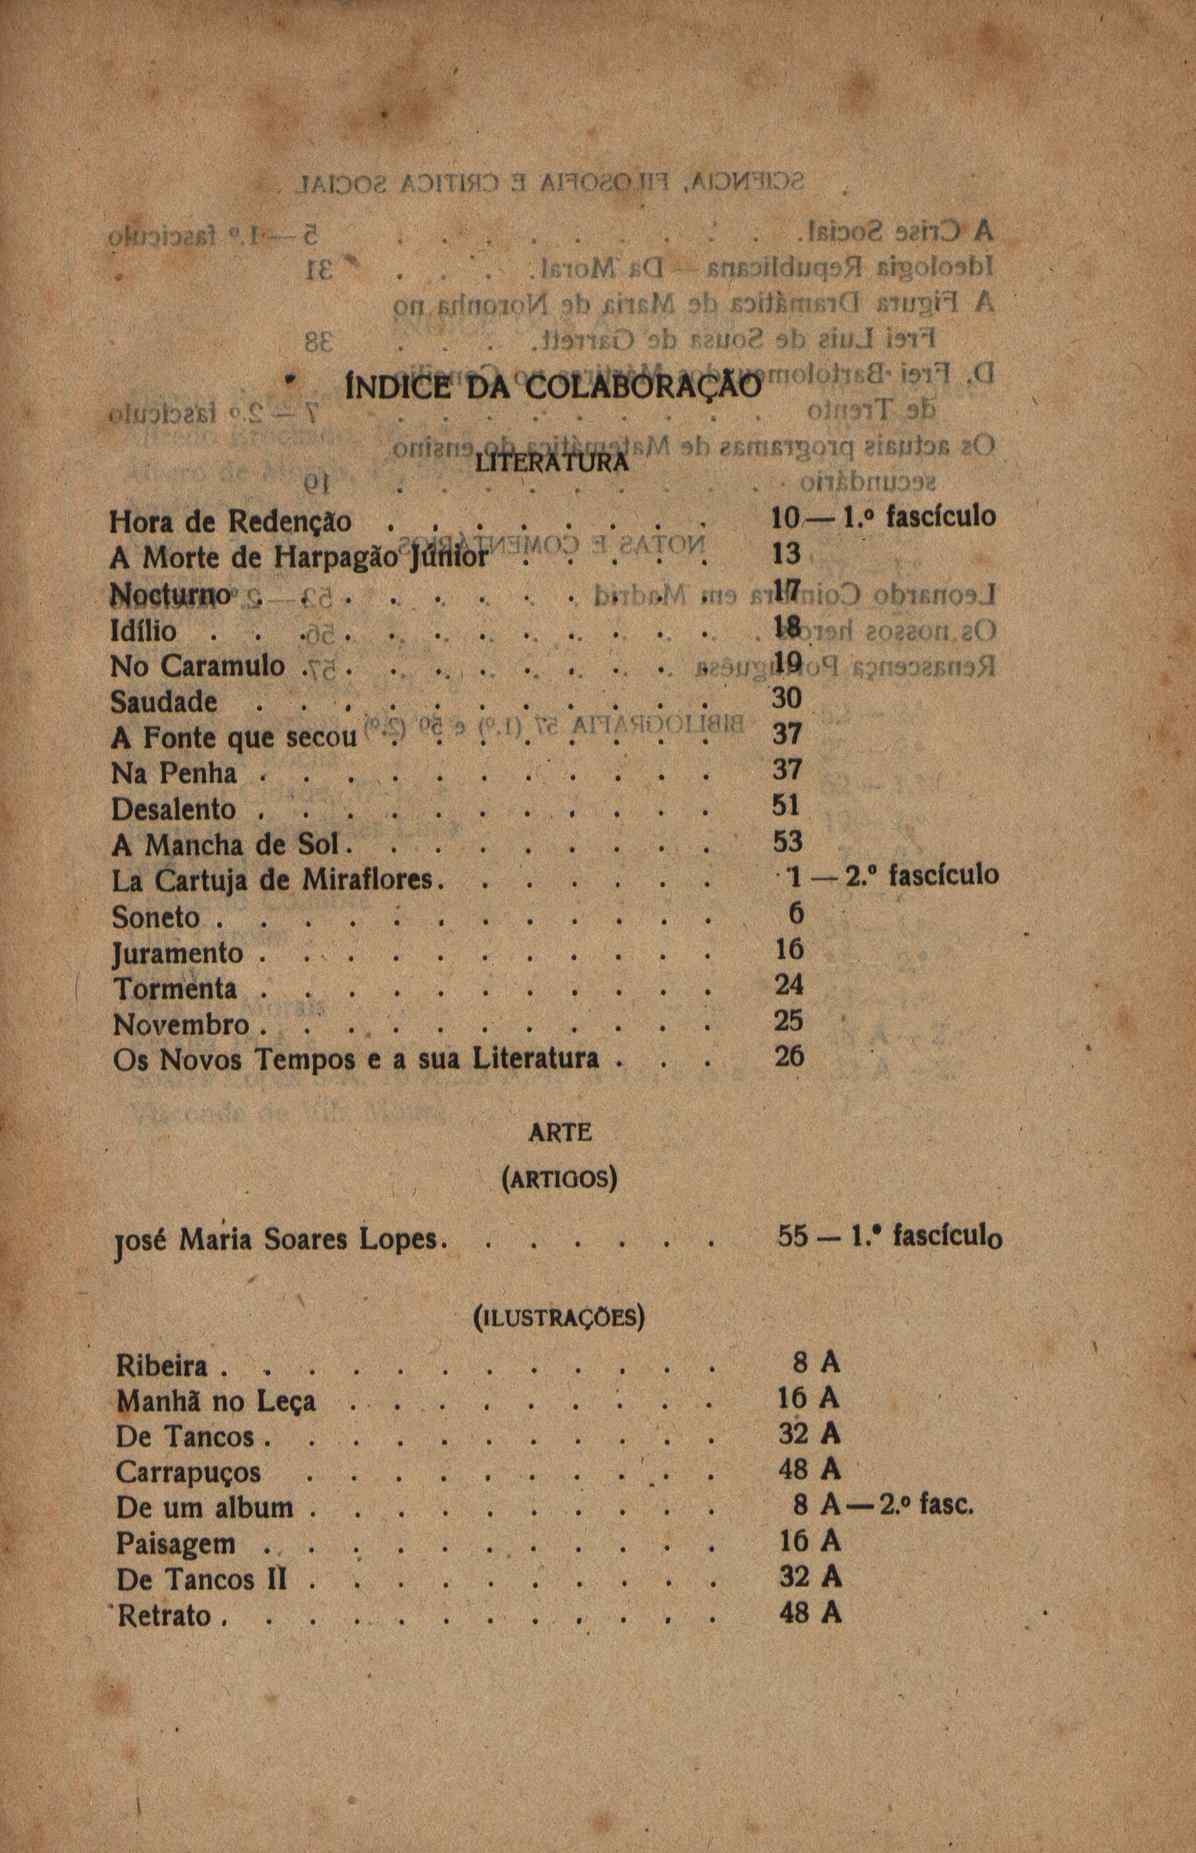 ÍNDICE DA COLABORAÇÃO
LITERATURA
Hora de Redenção . . . . . . . . 10 — 1.º fascículo
A Morte de Harpagão Júnior . . . . . 13
Nocturno . . . . . . . . . . . 17
Idílio . . . . . . . . . . . . 18
No Caramulo . . . . . . . . . . 19
Saudade . . . . . . . . . . . 30
A Fonte que secou . . . . . . . . 37
Na Penha . . . . . . . . . . . 37
Desalento . . . . . . . . . . . 51
A Mancha de Sol . . . . . . . . . 53
La Cartuja de Miraflores . . . . . . . 1 — 2.º fascículo
Soneto . . . . . . . . . . . . 6
Juramento . . . . . . . . . . . 16
Tormenta . . . . . . . . . . . 24
Novembro . . . . . . . . . . . 25
Os Novos Tempos e a sua Literatura . . . 26
ARTE
(ARTIGOS)
José Maria Soares Lopes . . . . . . . 55 — 1.º fascículo
(ILUSTRAÇÕES)
Ribeira . . . . . . . . . . . . 8 A
Manhã no Leça . . . . . . . . . 16 A
De Tancos . . . . . . . . . . . 32 A
Carrapuços . . . . . . . . . . 48 A
De um album . . . . . . . . . . 8 A — 2.º fasc.
Paisagem . . . . . . . . . . . 16 A
De Tancos II . . . . . . . . . . 32 A
Retrato . . . . . . . . . . . . 48 A